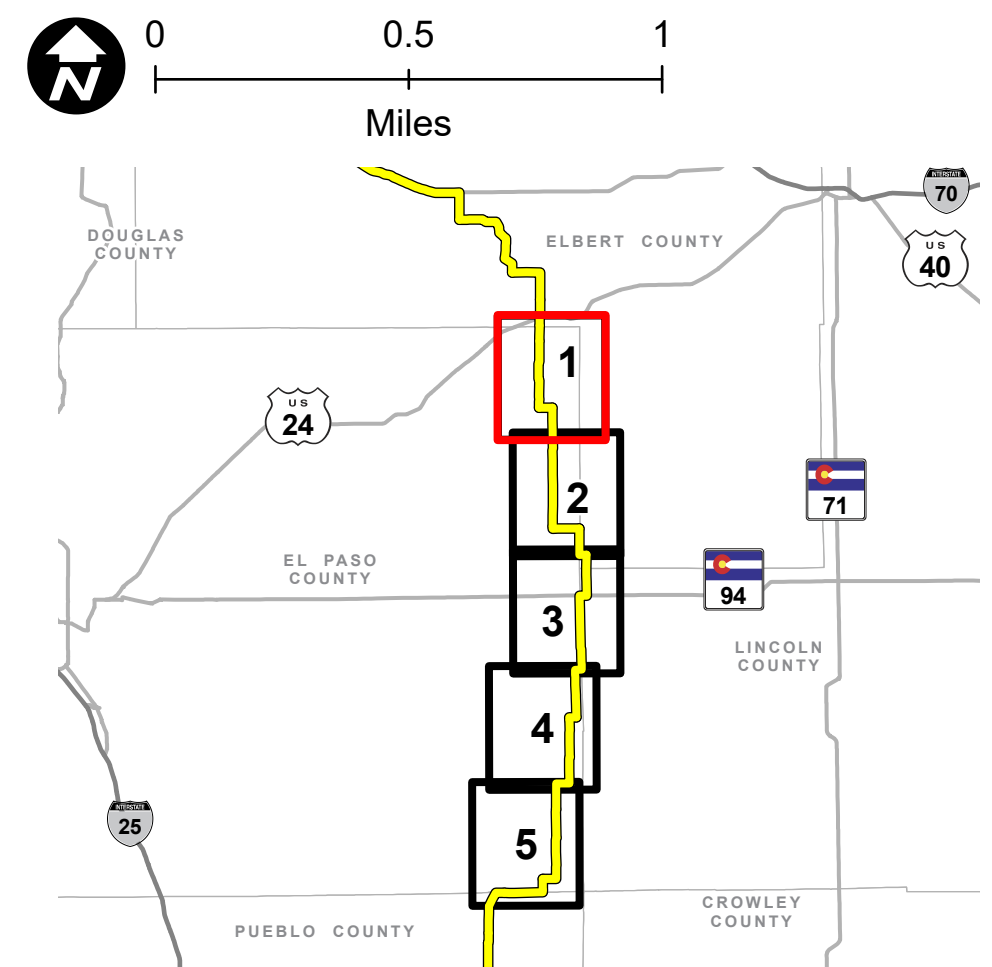 N
0 0.5 1
Miles
INTERSTATE
70
DOUGLAS
COUNTY
ELBERT COUNTY
US
40
1
US
24
2
71
EL PASO
COUNTY
94
3
LINCOLN
COUNTY
4
INTERSTATE
25
5
CROWLEY
COUNTY
PUEBLO COUNTY